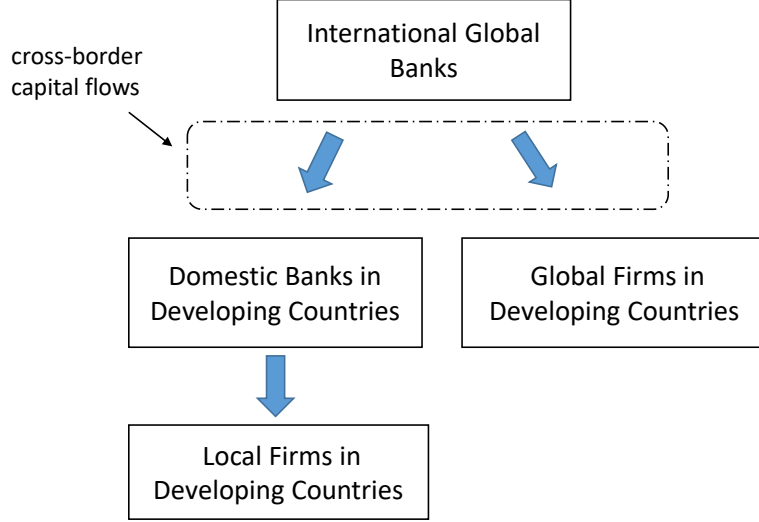 International Global
Banks
cross-border
capital flows
Domestic Banks in
Developing Countries
Global Firms in
Developing Countries
Local Firms in
Developing Countries